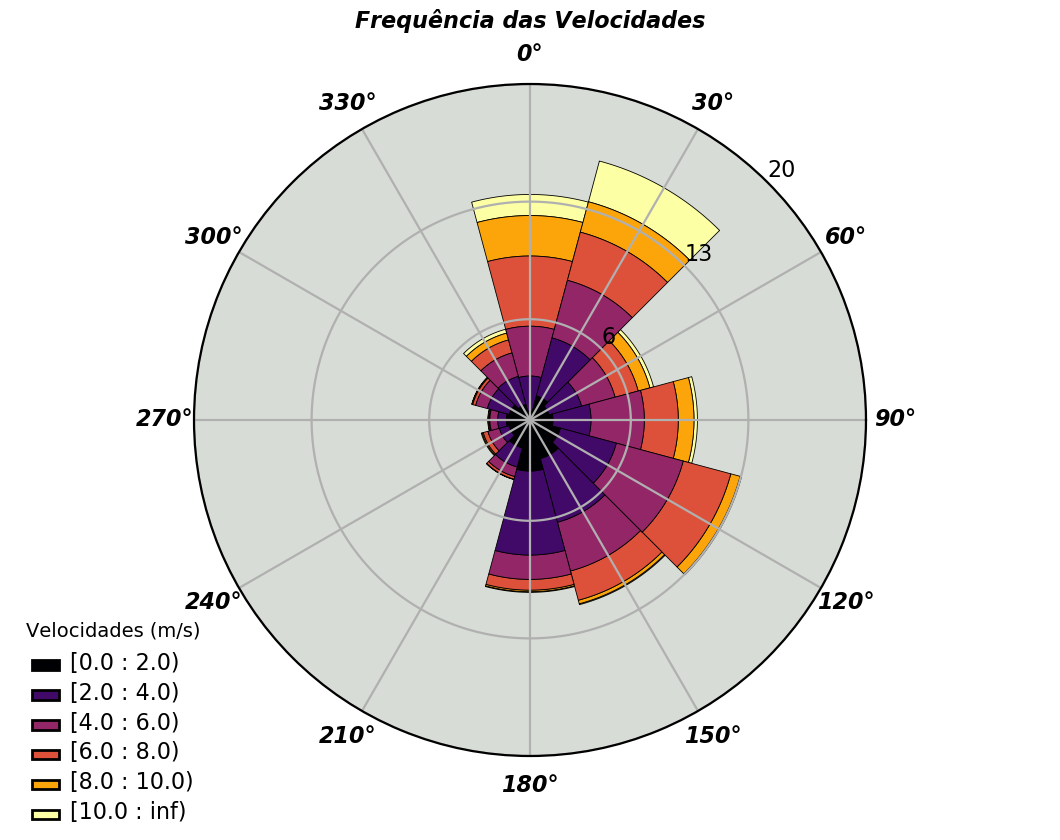 Frequência das Velocidades
0°
330°
30°
20
300°
60°
13
6
270°
90°
240°
120°
210°
150°
180°
Velocidades (m/s)
[0.0 : 2.0)
[2.0 : 4.0)
[4.0 : 6.0)
[6.0 : 8.0)
[8.0 : 10.0)
[10.0 : inf)